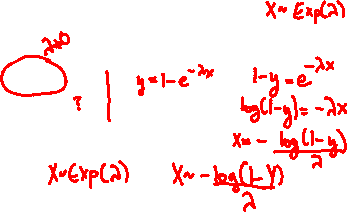 X ~ Exp(λ)
λ>0
?
y = 1 - e^{-λx}
1 - y = e^{-λx}
log(1-y) = -λx
x = - log(1-y) / λ
X ~ Exp(λ)
X ~ - log(1-Y) / λ